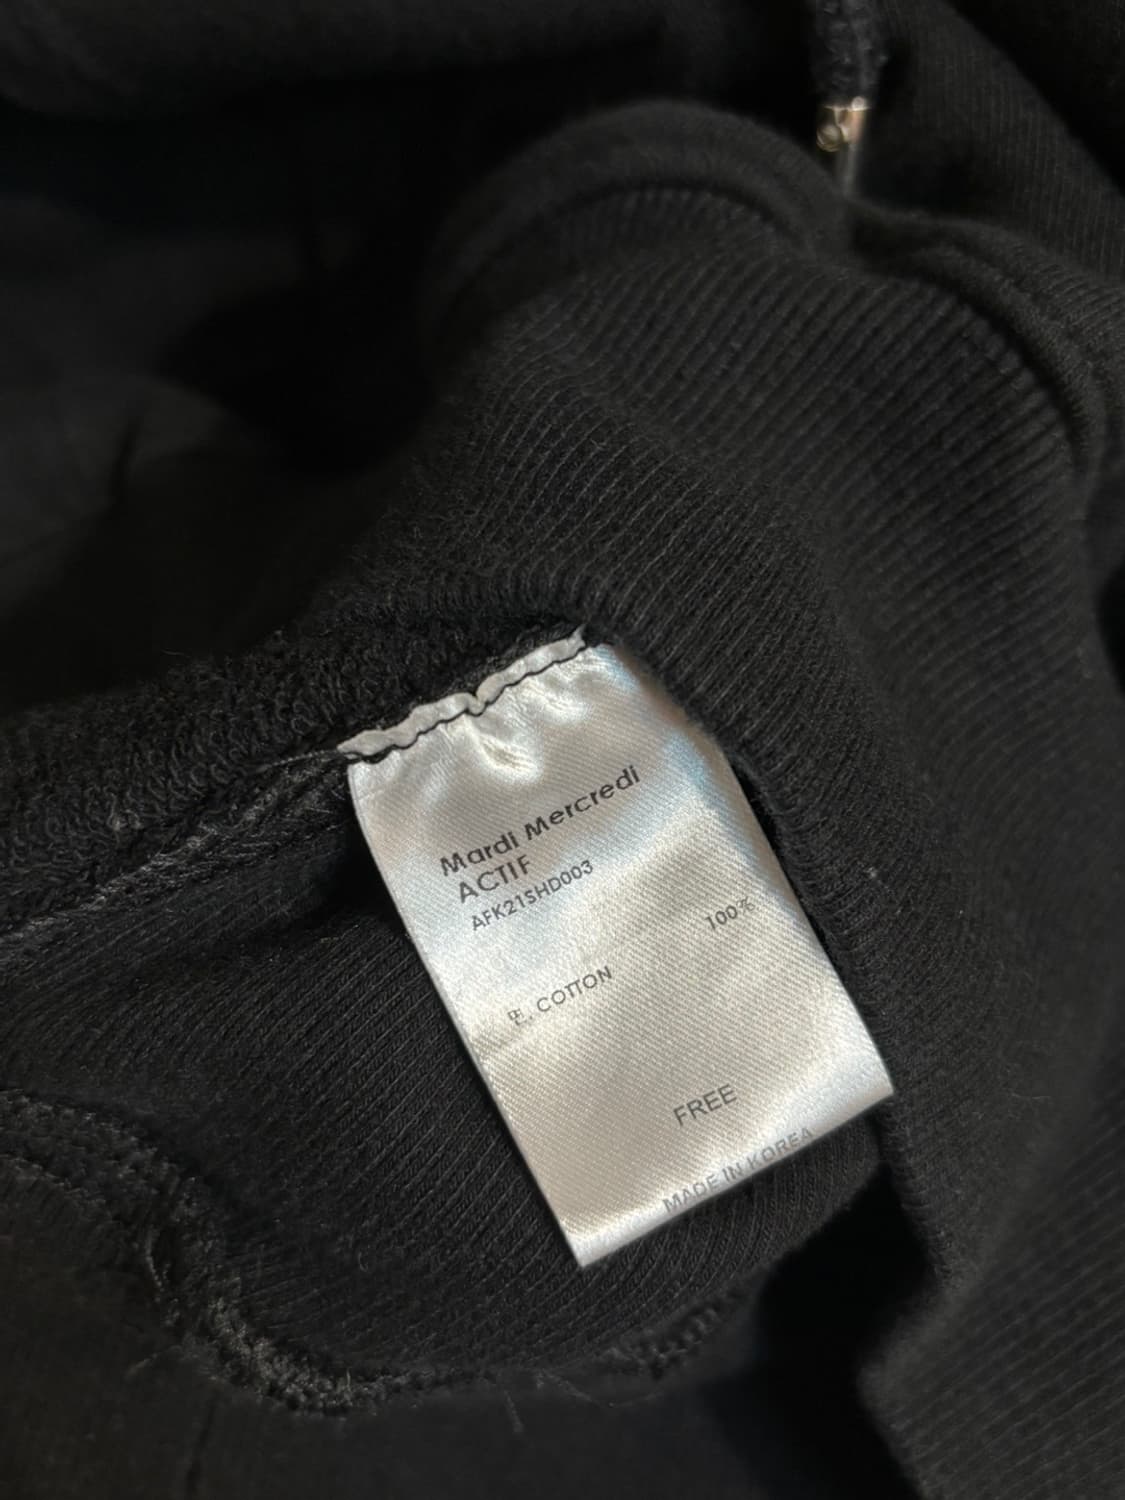 Mardi Mercredi
ACTIF
AFK21SHD003
100%
면, COTTON
FREE
MADE IN KOREA